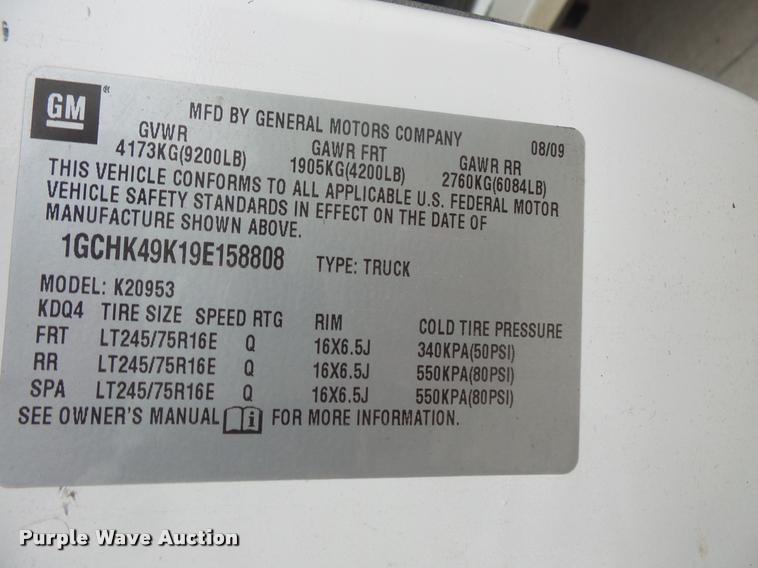 GM
MFD BY GENERAL MOTORS COMPANY 08/09
GVWR GAWR FRT GAWR RR
4173KG(9200LB) 1905KG(4200LB) 2760KG(6084LB)
THIS VEHICLE CONFORMS TO ALL APPLICABLE U.S. FEDERAL MOTOR
VEHICLE SAFETY STANDARDS IN EFFECT ON THE DATE OF
MANUFACTURE SHOWN ABOVE.
1GCHK49K19E158808 TYPE: TRUCK
MODEL: K20953
KDQ4 TIRE SIZE SPEED RTG RIM COLD TIRE PRESSURE
FRT LT245/75R16E Q 16X6.5J 340KPA(50PSI)
RR LT245/75R16E Q 16X6.5J 550KPA(80PSI)
SPA LT245/75R16E Q 16X6.5J 550KPA(80PSI)
SEE OWNER'S MANUAL i FOR MORE INFORMATION.
Purple Wave Auction